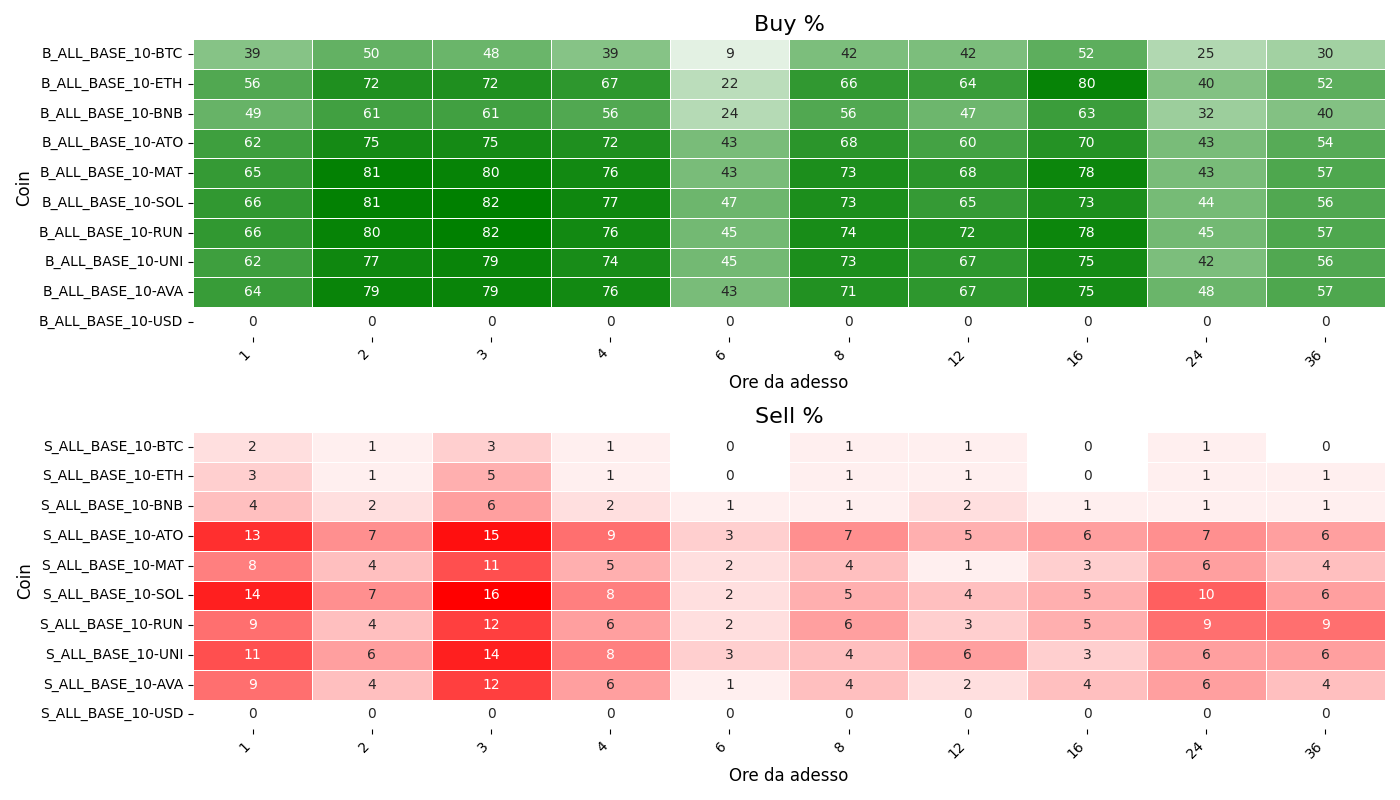 Buy %
Coin
B_ALL_BASE_10-BTC 39 50 48 39 9 42 42 52 25 30
B_ALL_BASE_10-ETH 56 72 72 67 22 66 64 80 40 52
B_ALL_BASE_10-BNB 49 61 61 56 24 56 47 63 32 40
B_ALL_BASE_10-ATO 62 75 75 72 43 68 60 70 43 54
B_ALL_BASE_10-MAT 65 81 80 76 43 73 68 78 43 57
B_ALL_BASE_10-SOL 66 81 82 77 47 73 65 73 44 56
B_ALL_BASE_10-RUN 66 80 82 76 45 74 72 78 45 57
B_ALL_BASE_10-UNI 62 77 79 74 45 73 67 75 42 56
B_ALL_BASE_10-AVA 64 79 79 76 43 71 67 75 48 57
B_ALL_BASE_10-USD 0 0 0 0 0 0 0 0 0 0
1 2 3 4 6 8 12 16 24 36
Ore da adesso
Sell %
Coin
S_ALL_BASE_10-BTC 2 1 3 1 0 1 1 0 1 0
S_ALL_BASE_10-ETH 3 1 5 1 0 1 1 0 1 1
S_ALL_BASE_10-BNB 4 2 6 2 1 1 2 1 1 1
S_ALL_BASE_10-ATO 13 7 15 9 3 7 5 6 7 6
S_ALL_BASE_10-MAT 8 4 11 5 2 4 1 3 6 4
S_ALL_BASE_10-SOL 14 7 16 8 2 5 4 5 10 6
S_ALL_BASE_10-RUN 9 4 12 6 2 6 3 5 9 9
S_ALL_BASE_10-UNI 11 6 14 8 3 4 6 3 6 6
S_ALL_BASE_10-AVA 9 4 12 6 1 4 2 4 6 4
S_ALL_BASE_10-USD 0 0 0 0 0 0 0 0 0 0
1 2 3 4 6 8 12 16 24 36
Ore da adesso